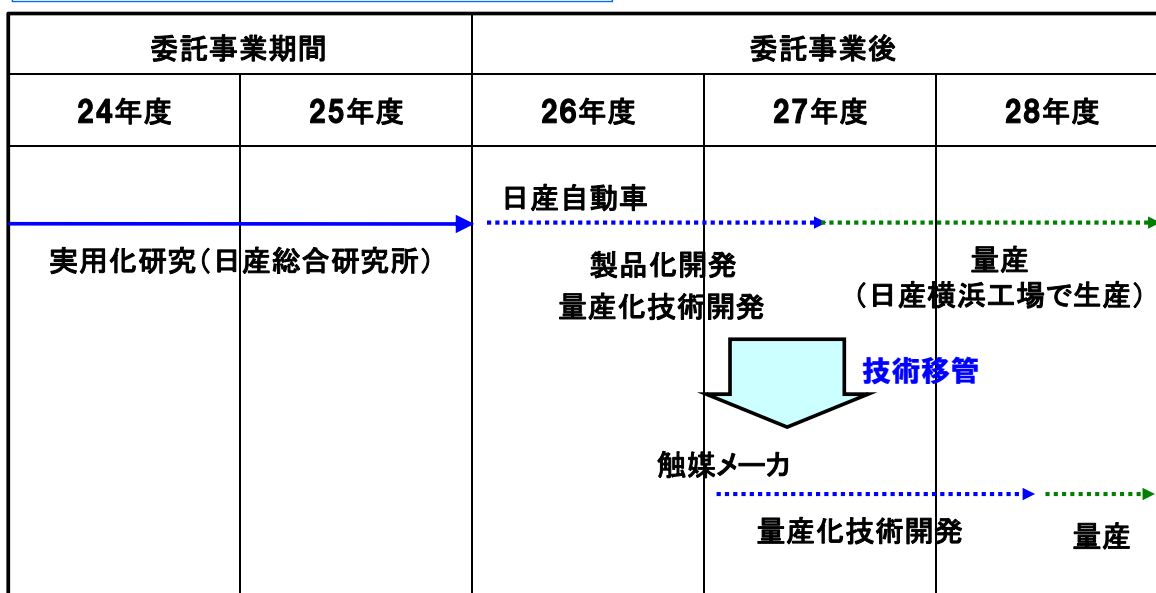 委託事業期間
委託事業後
24年度
25年度
26年度
27年度
28年度
日産自動車
実用化研究（日産総合研究所）
製品化開発
量産化技術開発
量産
（日産横浜工場で生産）
技術移管
触媒メーカ
量産化技術開発
量産